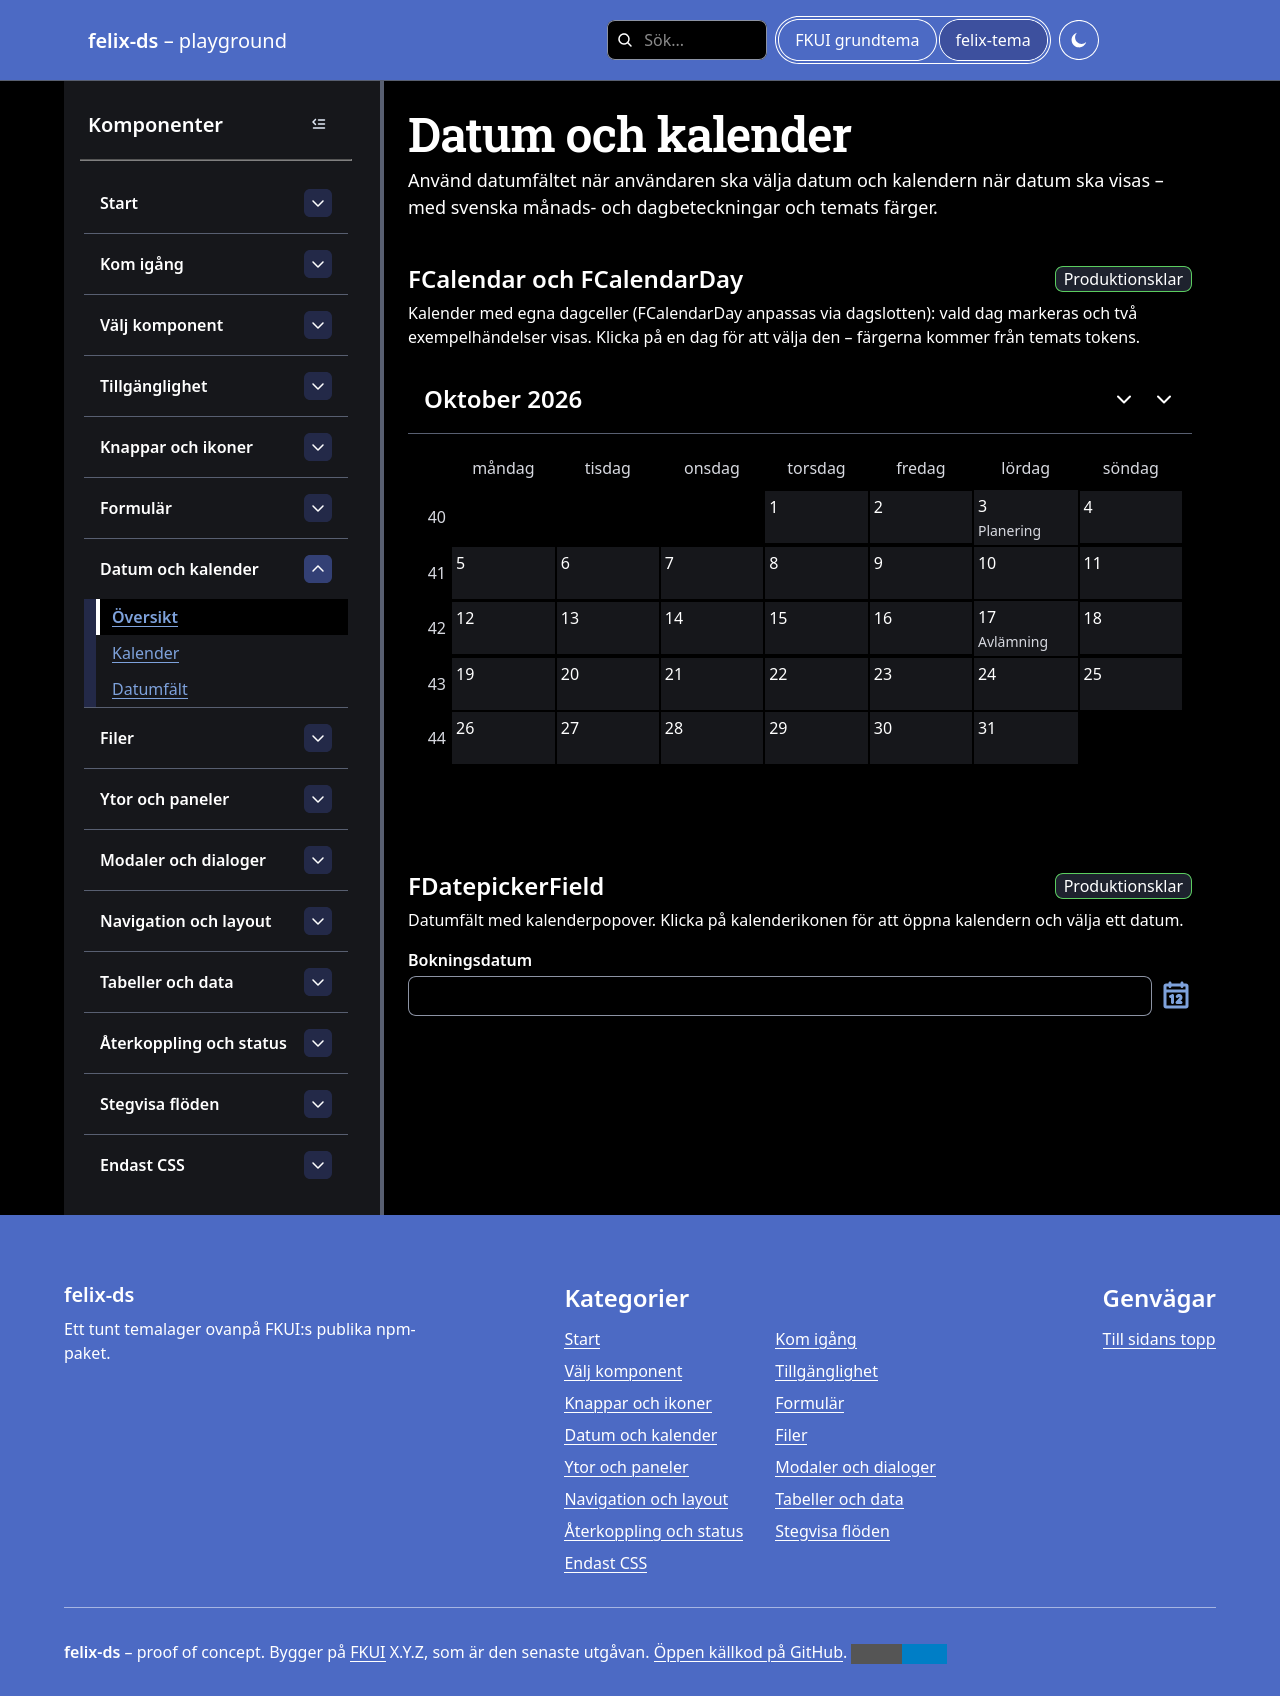 felix-ds – playground
Sök...
FKUI grundtema
felix-tema
Komponenter
Start
Kom igång
Välj komponent
Tillgänglighet
Knappar och ikoner
Formulär
Datum och kalender
Översikt
Kalender
Datumfält
Filer
Ytor och paneler
Modaler och dialoger
Navigation och layout
Tabeller och data
Återkoppling och status
Stegvisa flöden
Endast CSS
Datum och kalender
Använd datumfältet när användaren ska välja datum och kalendern när datum ska visas –
med svenska månads- och dagbeteckningar och temats färger.
FCalendar och FCalendarDay
Produktionsklar
Kalender med egna dagceller (FCalendarDay anpassas via dagslotten): vald dag markeras och två
exempelhändelser visas. Klicka på en dag för att välja den – färgerna kommer från temats tokens.
Oktober 2026
måndag tisdag onsdag torsdag fredag lördag söndag
40 1 2 3 4
Planering
41 5 6 7 8 9 10 11
42 12 13 14 15 16 17 18
Avlämning
43 19 20 21 22 23 24 25
44 26 27 28 29 30 31
FDatepickerField
Produktionsklar
Datumfält med kalenderpopover. Klicka på kalenderikonen för att öppna kalendern och välja ett datum.
Bokningsdatum
12
felix-ds
Ett tunt temalager ovanpå FKUI:s publika npm-
paket.
Kategorier
Start
Kom igång
Välj komponent
Tillgänglighet
Knappar och ikoner
Formulär
Datum och kalender
Filer
Ytor och paneler
Modaler och dialoger
Navigation och layout
Tabeller och data
Återkoppling och status
Stegvisa flöden
Endast CSS
Genvägar
Till sidans topp
felix-ds – proof of concept. Bygger på FKUI X.Y.Z, som är den senaste utgåvan. Öppen källkod på GitHub.